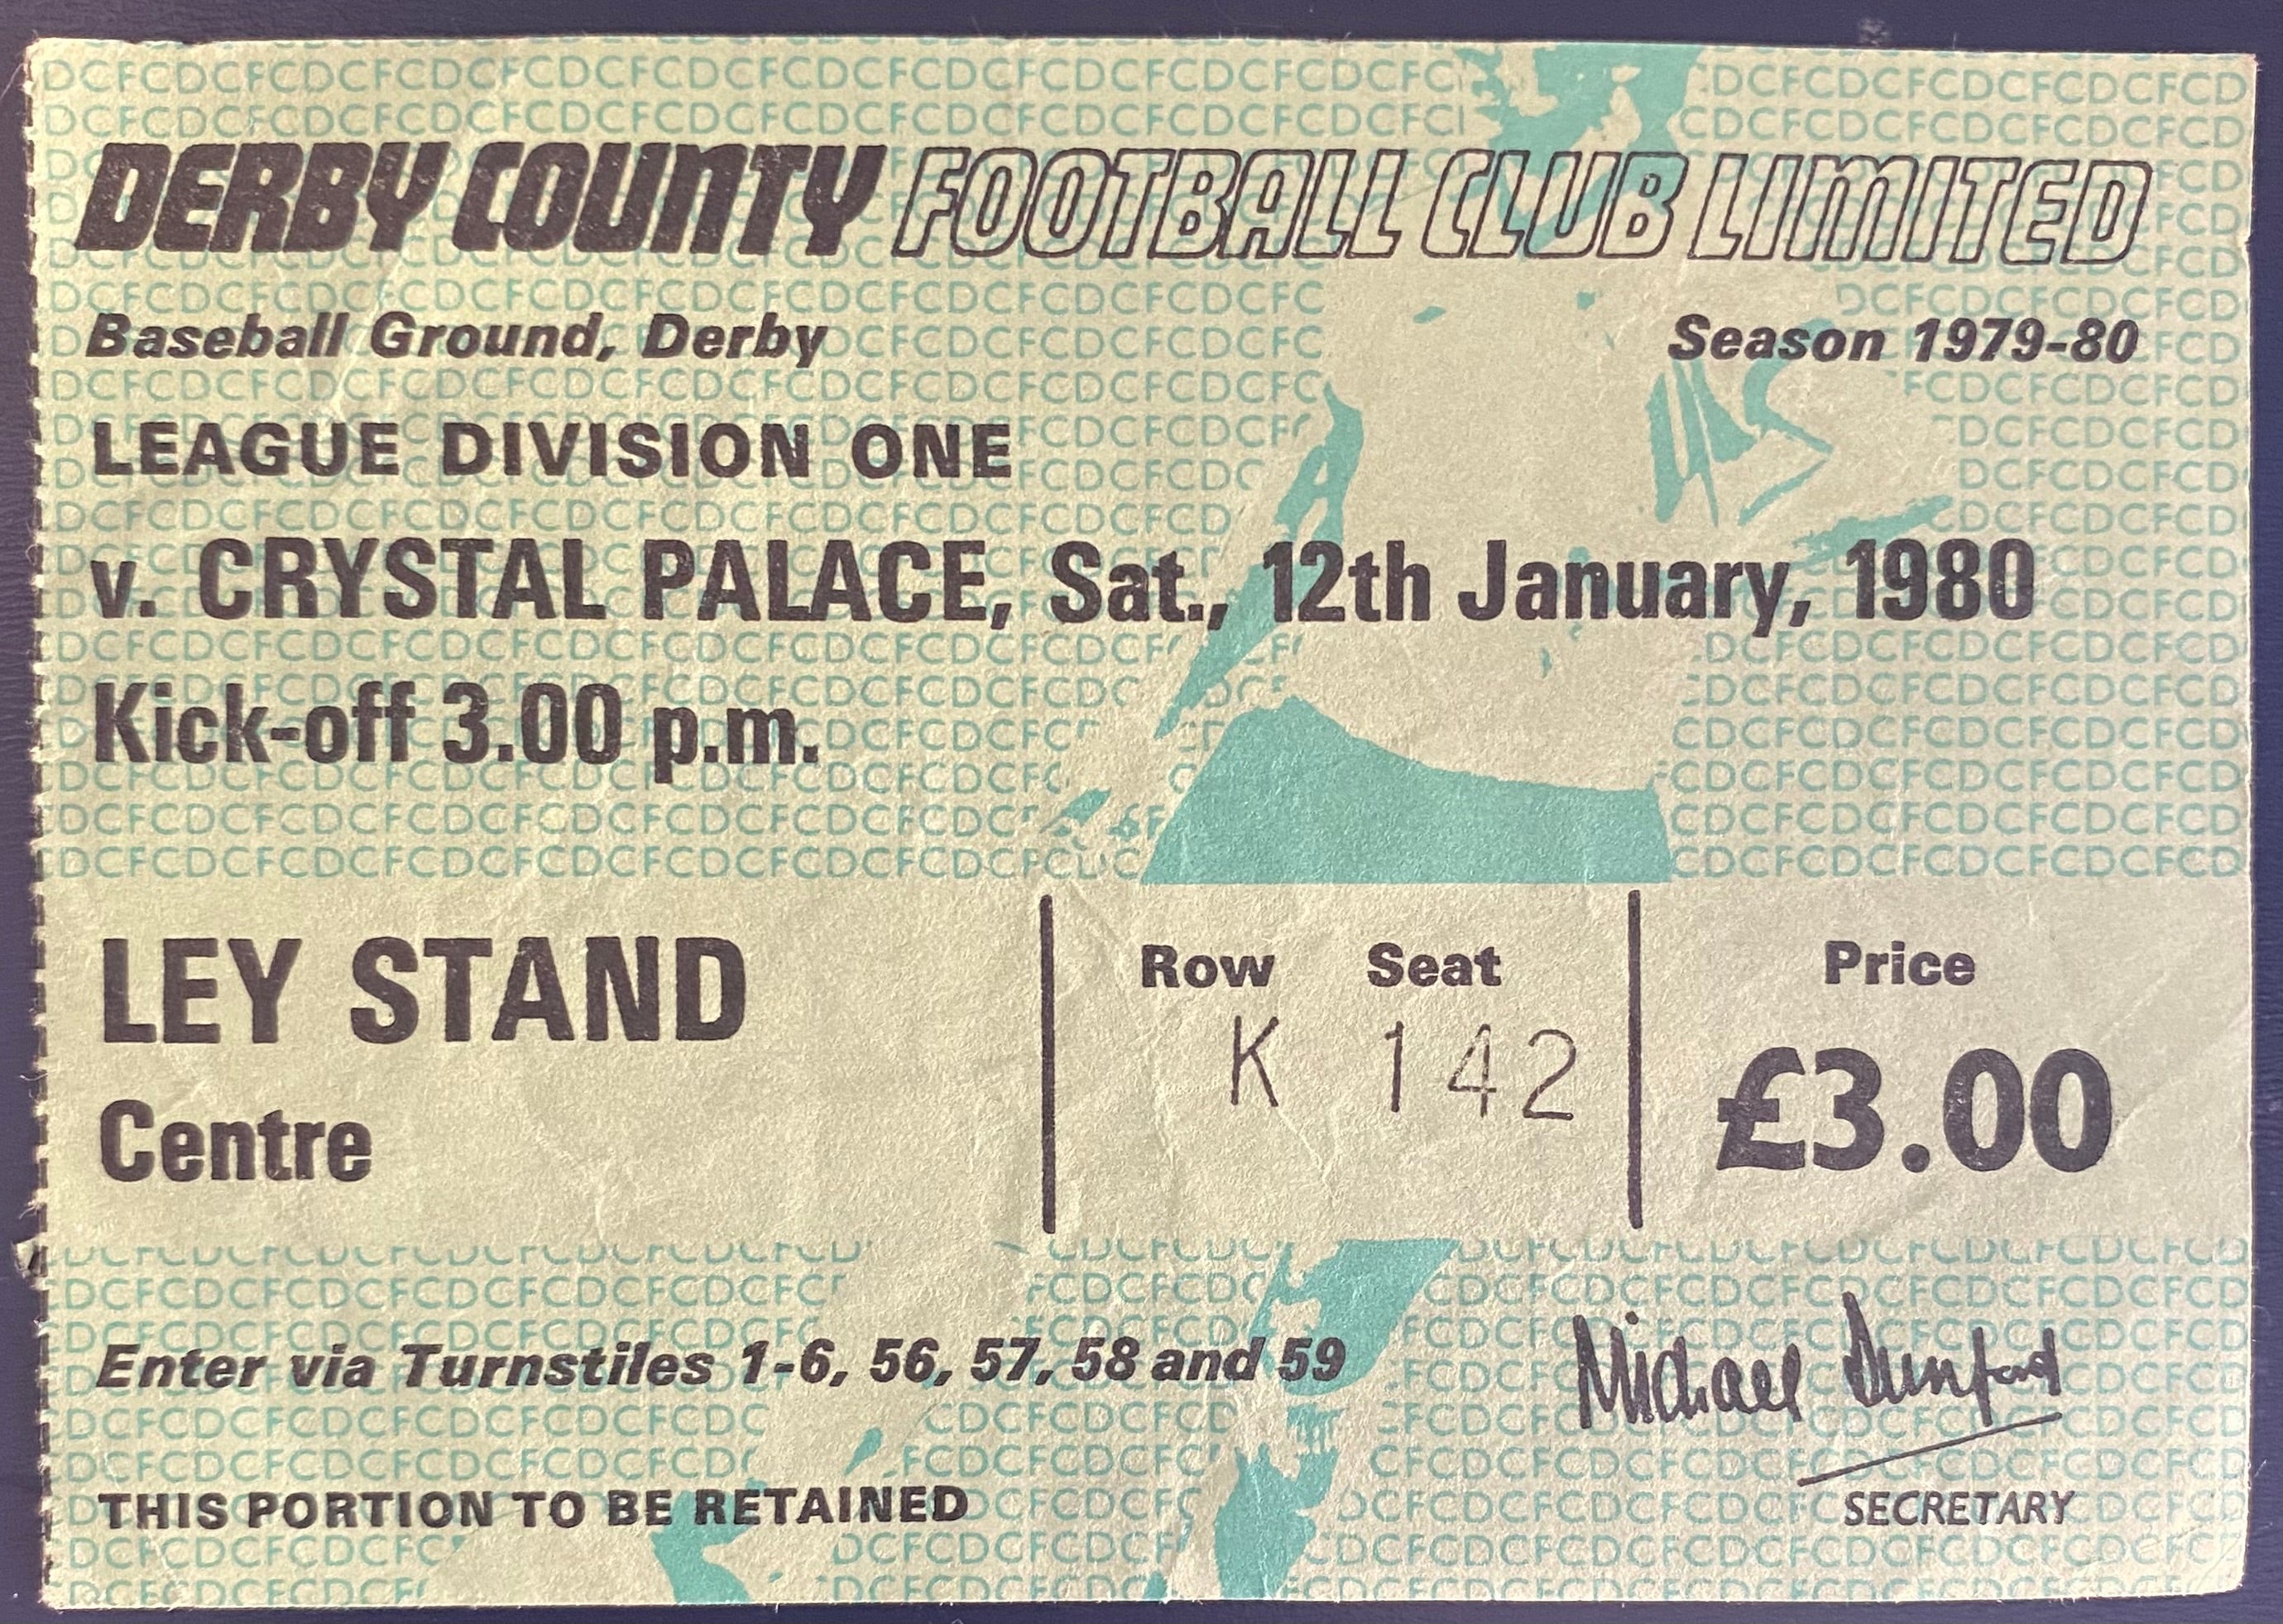 DERBY COUNTY FOOTBALL CLUB LIMITED
Baseball Ground, Derby Season 1979-80
LEAGUE DIVISION ONE
v. CRYSTAL PALACE, Sat., 12th January, 1980
Kick-off 3.00 p.m.
LEY STAND
Centre
Row Seat
K 142
Price
£3.00
Enter via Turnstiles 1-6, 56, 57, 58 and 59
Michael Dunford
SECRETARY
THIS PORTION TO BE RETAINED